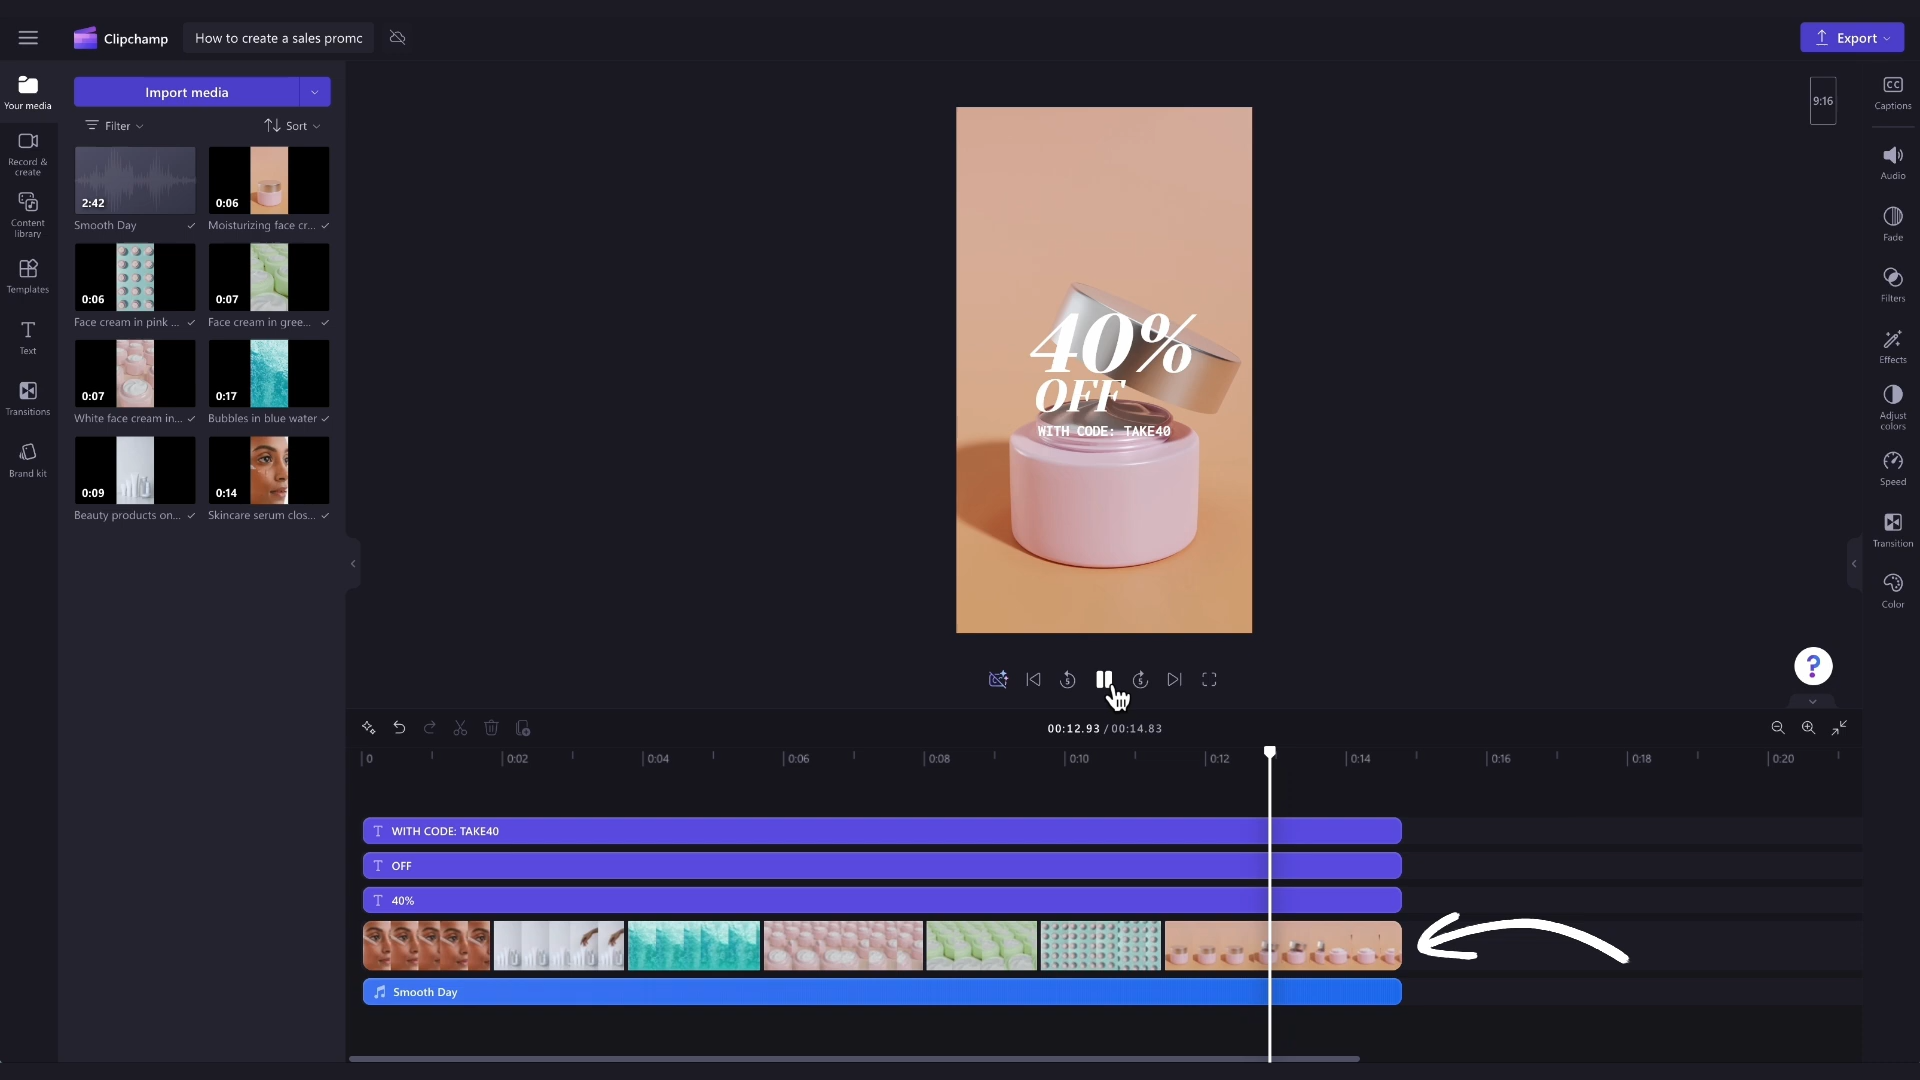 Clipchamp
How to create a sales promc
Export
Your media
Record & create
Content library
Templates
Text
Transitions
Brand kit
Import media
Filter
Sort
2:42
Smooth Day
0:06
Moisturizing face cr...
0:06
Face cream in pink ...
0:07
Face cream in gree...
0:07
White face cream in...
0:17
Bubbles in blue water
0:09
Beauty products on...
0:14
Skincare serum clos...
40%
OFF
WITH CODE: TAKE40
9:16
CC
Captions
Audio
Fade
Filters
Effects
Adjust colors
Speed
Transition
Color
5
5
?
00:12.93 / 00:14.83
0
0:02
0:04
0:06
0:08
0:10
0:12
0:14
0:16
0:18
0:20
T WITH CODE: TAKE40
T OFF
T 40%
Smooth Day